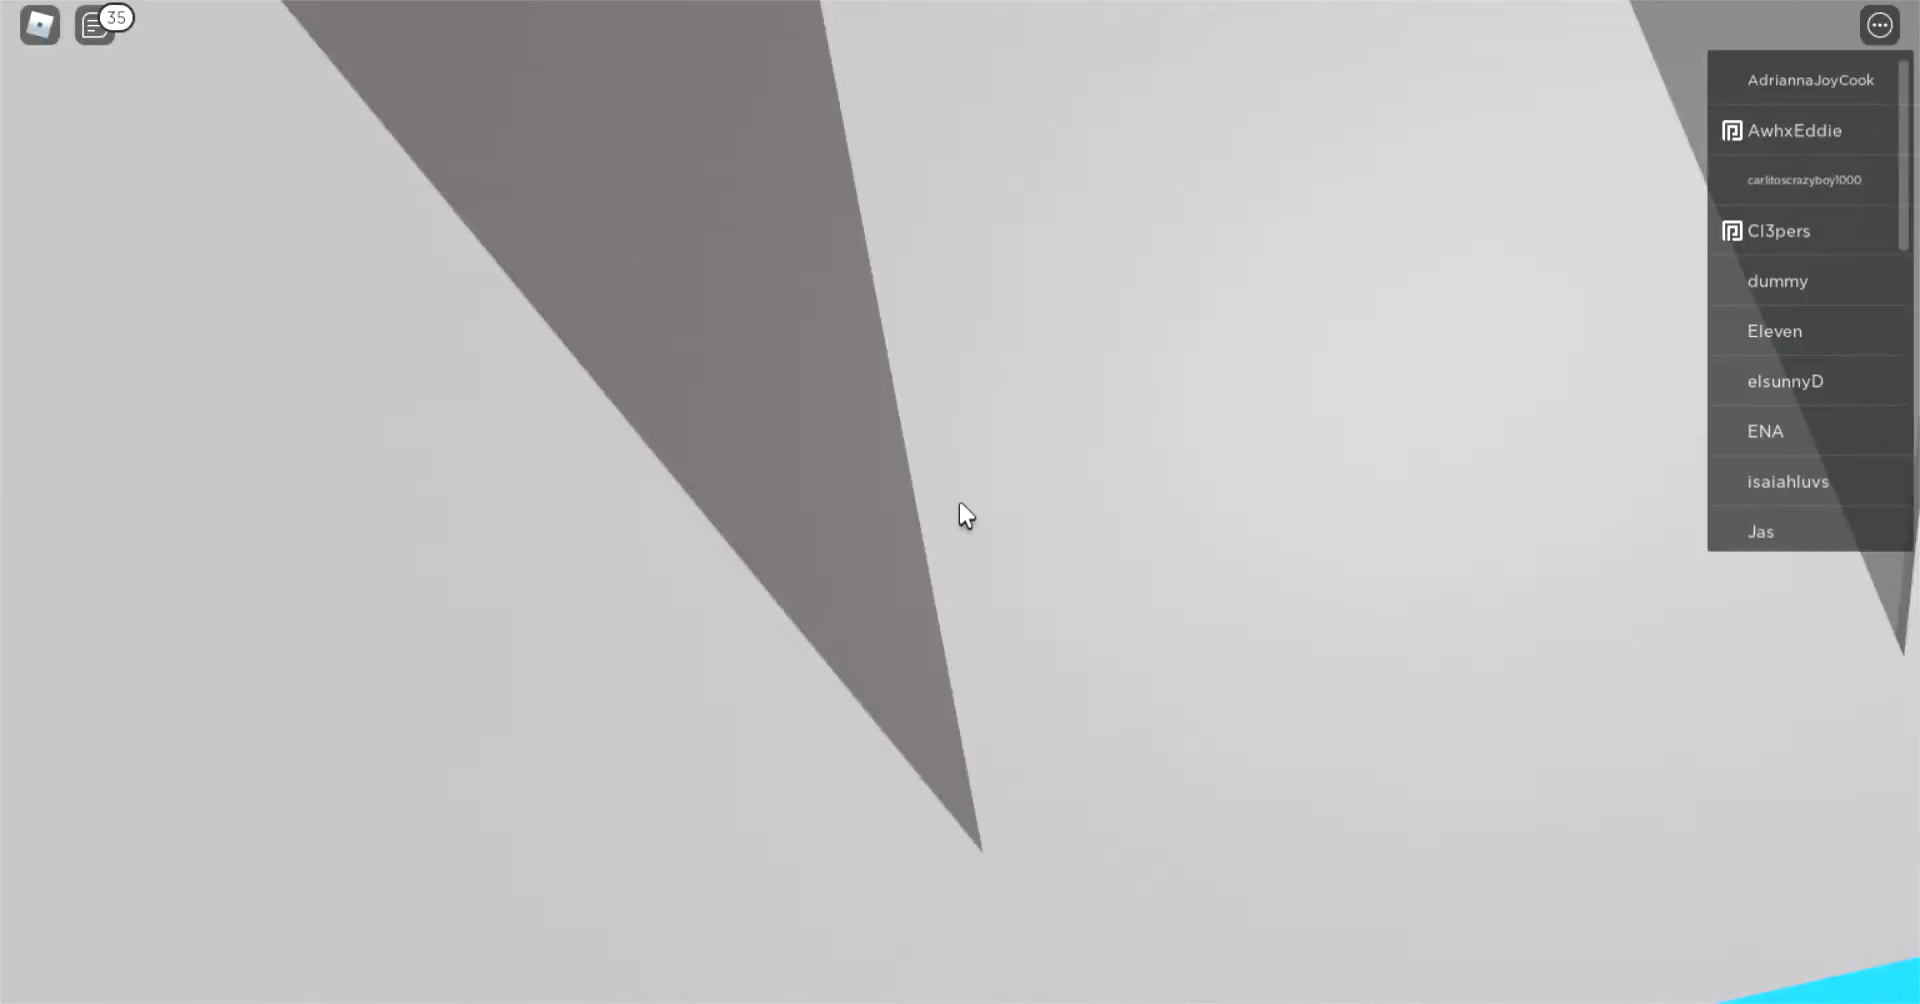 35
AdriannaJoyCook
AwhxEddie
carlitoscrazyboy1000
Cl3pers
dummy
Eleven
elsunnyD
ENA
isaiahluvs
Jas